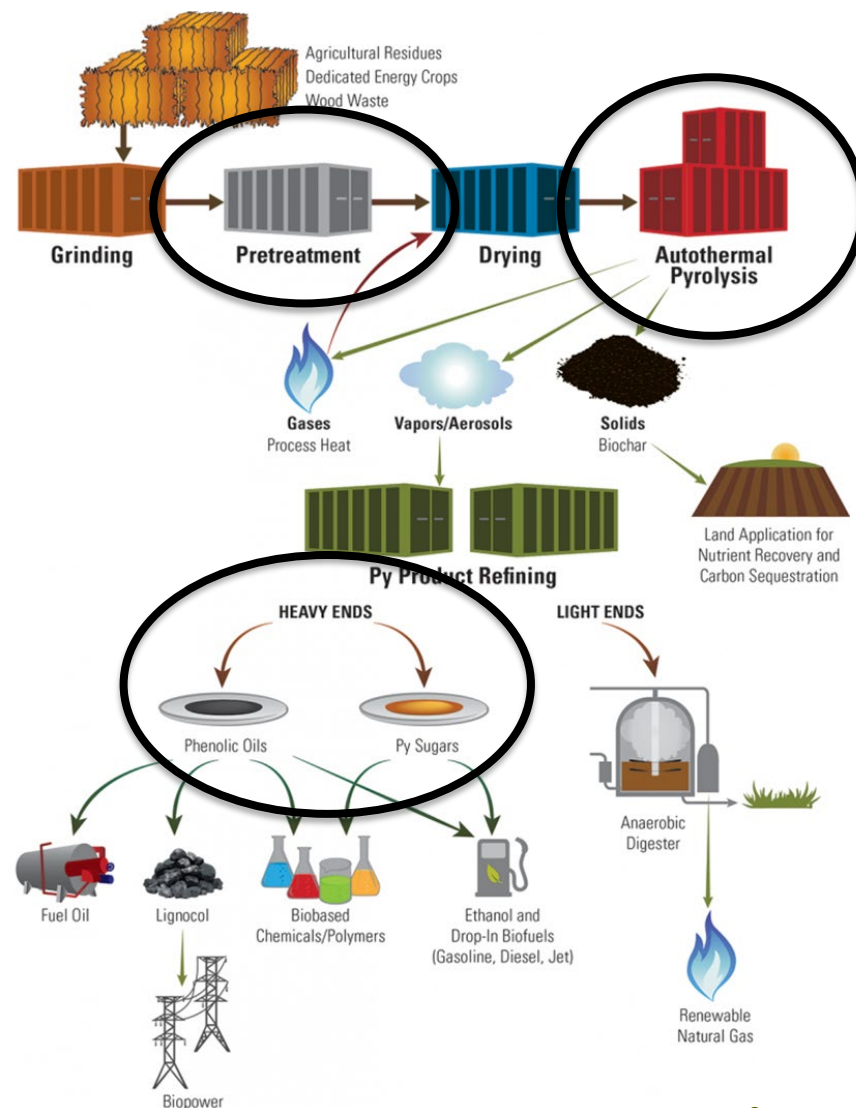 Agricultural Residues
Dedicated Energy Crops
Wood Waste
Grinding
Pretreatment
Drying
Autothermal
Pyrolysis
Gases
Process Heat
Vapors/Aerosols
Solids
Biochar
Land Application for
Nutrient Recovery and
Carbon Sequestration
Py Product Refining
HEAVY ENDS
LIGHT ENDS
Phenolic Oils
Py Sugars
Anaerobic
Digester
Fuel Oil
Lignocol
Biobased
Chemicals/Polymers
Ethanol and
Drop-In Biofuels
(Gasoline, Diesel, Jet)
Renewable
Natural Gas
Biopower